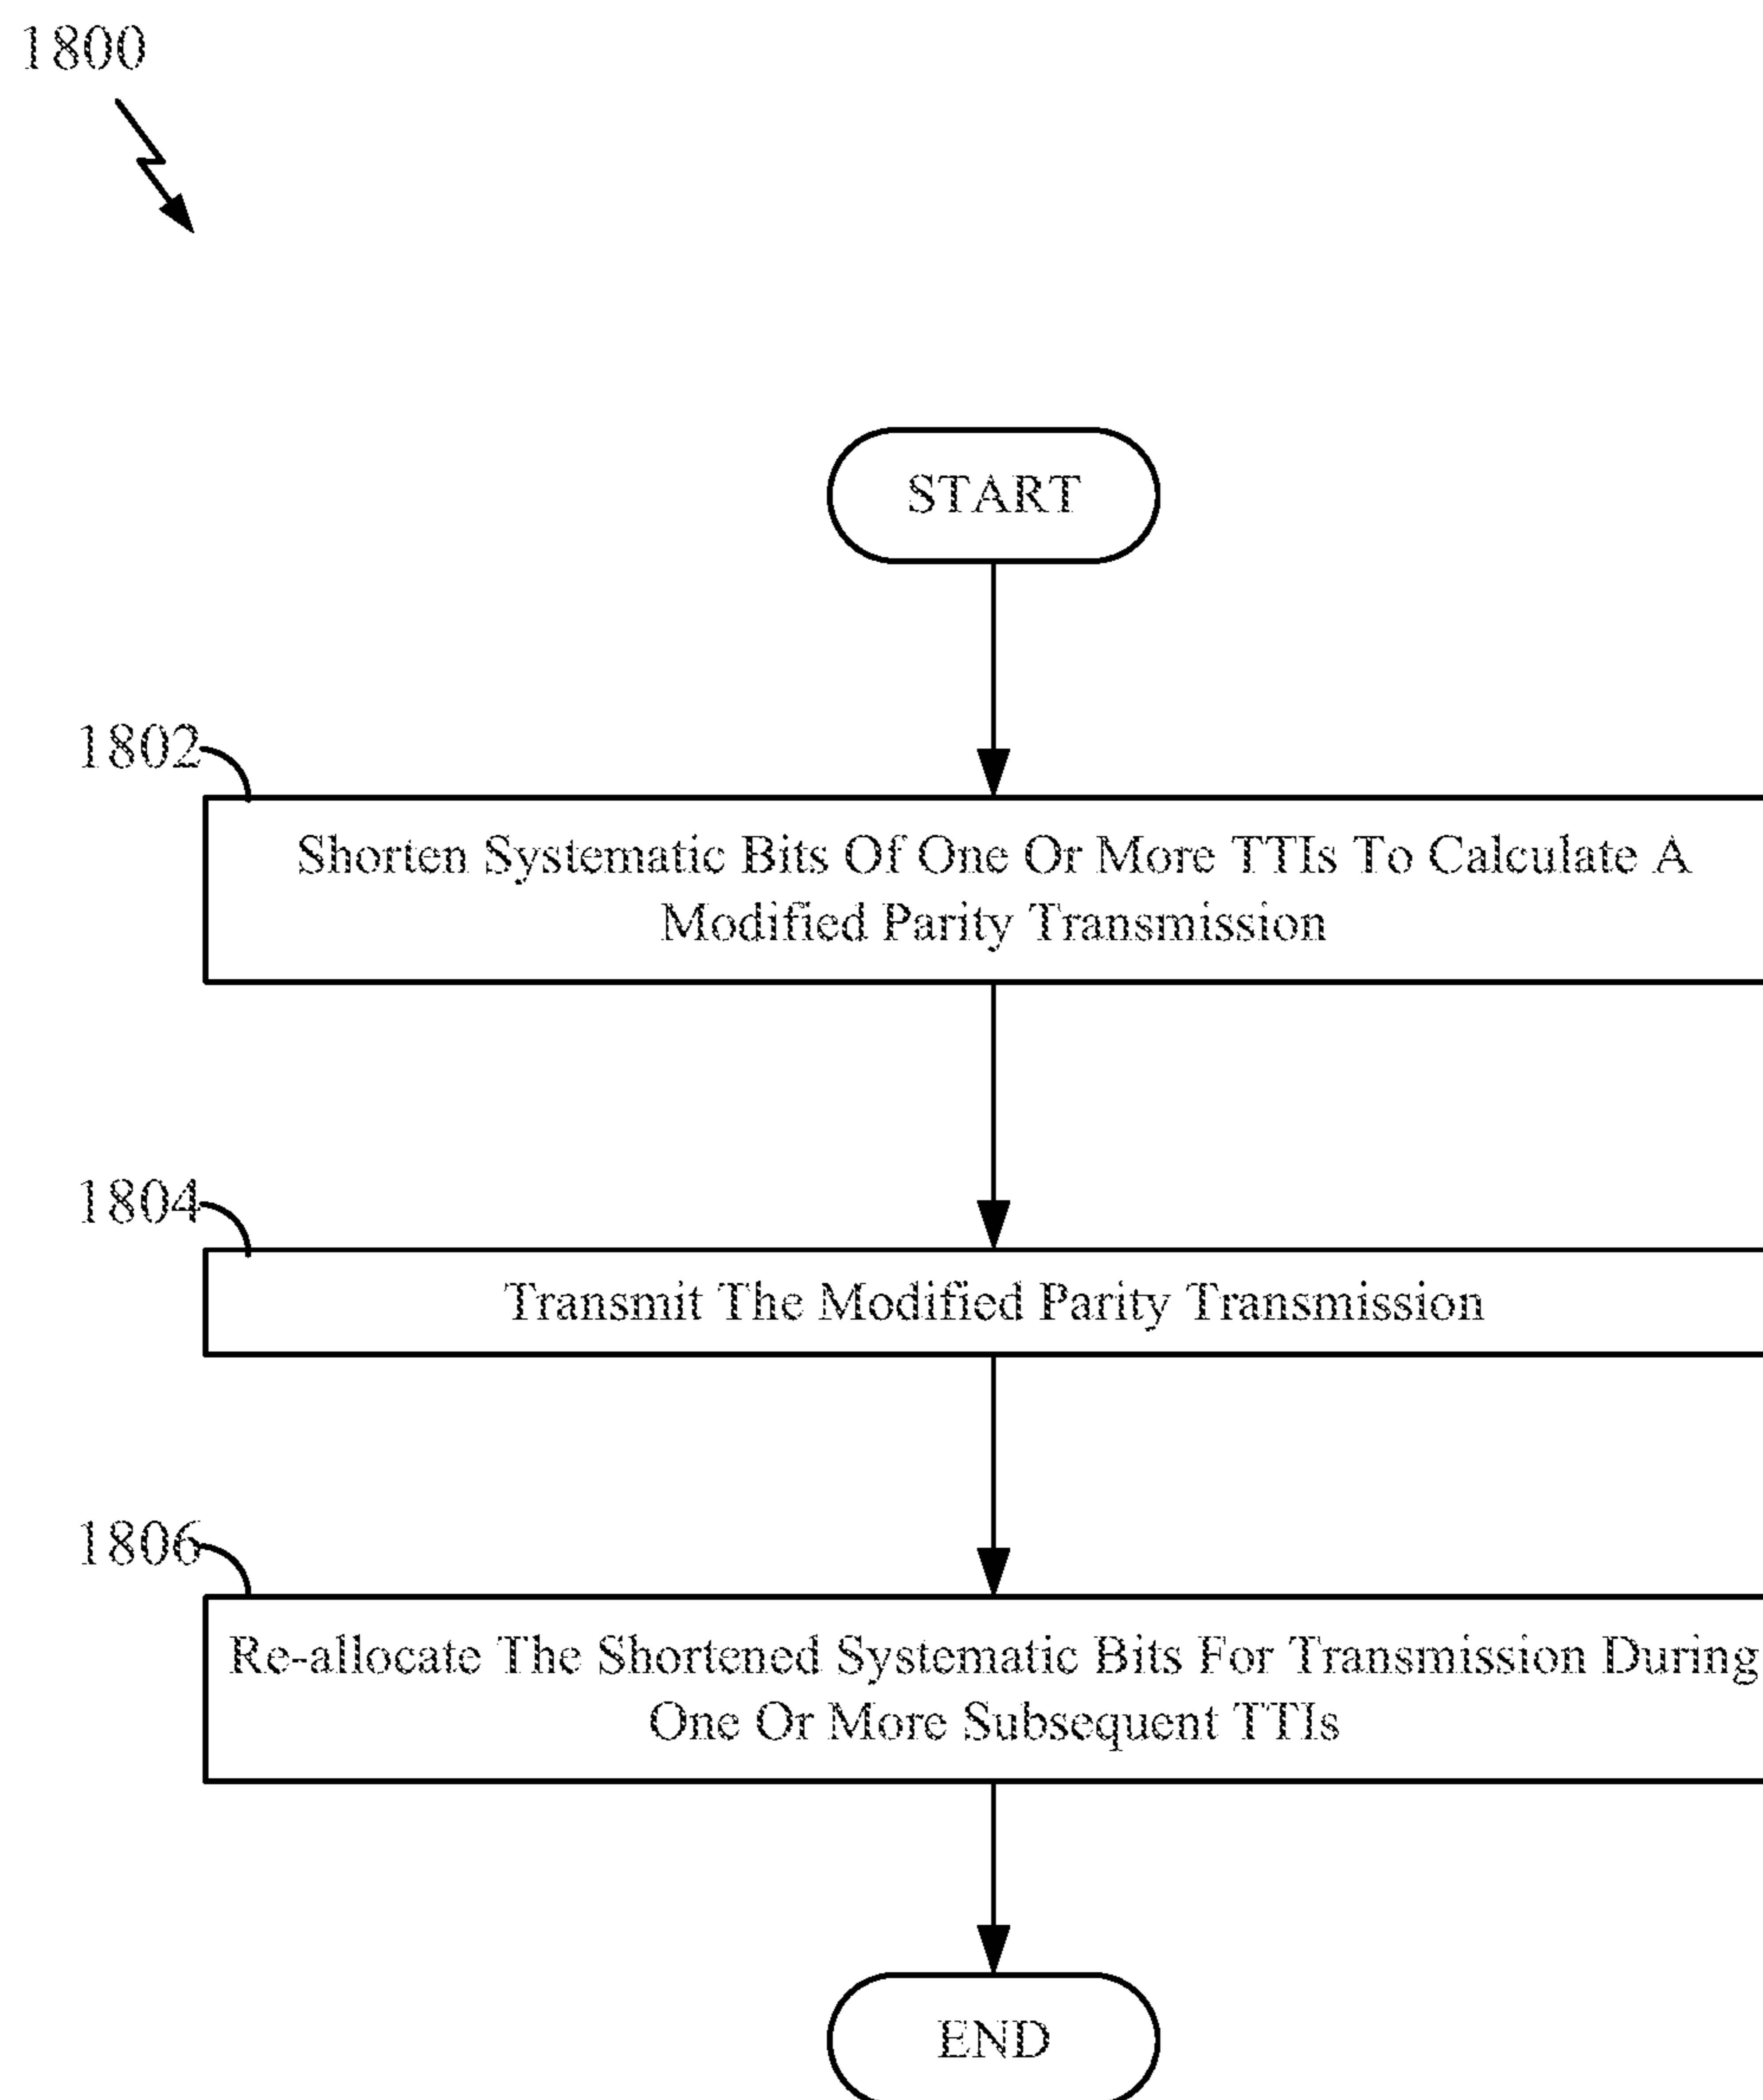 1800
START
1802
Shorten Systematic Bits Of One Or More TTIs To Calculate A
Modified Parity Transmission
1804
Transmit The Modified Parity Transmission
1806
Re-allocate The Shortened Systematic Bits For Transmission During
One Or More Subsequent TTIs
END